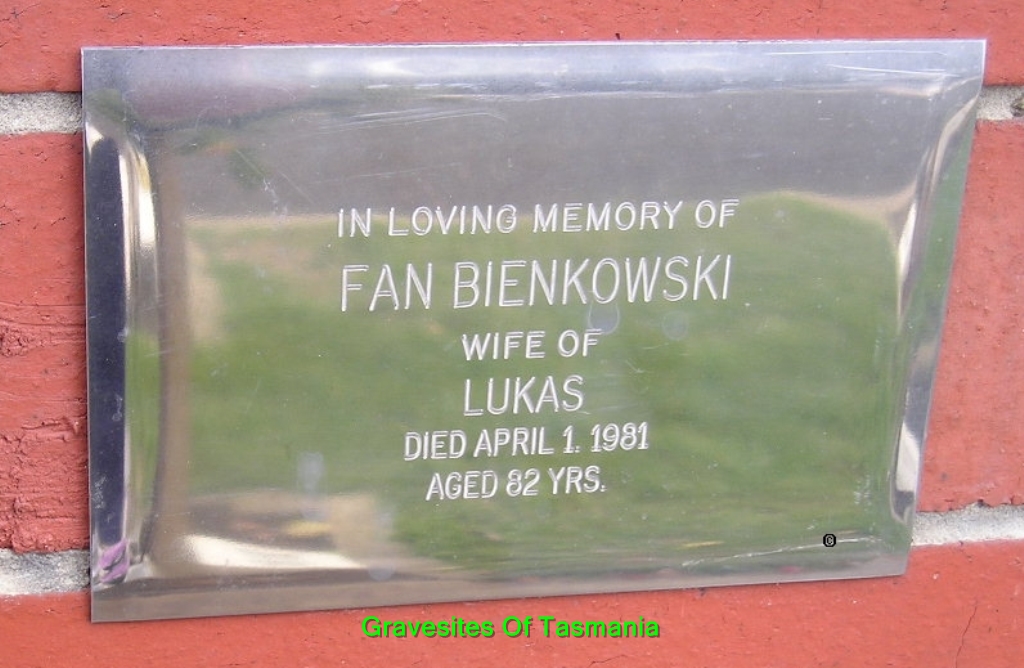 IN LOVING MEMORY OF
FAN BIENKOWSKI
WIFE OF
LUKAS
DIED APRIL 1. 1981
AGED 82 YRS.
©
Gravesites Of Tasmania